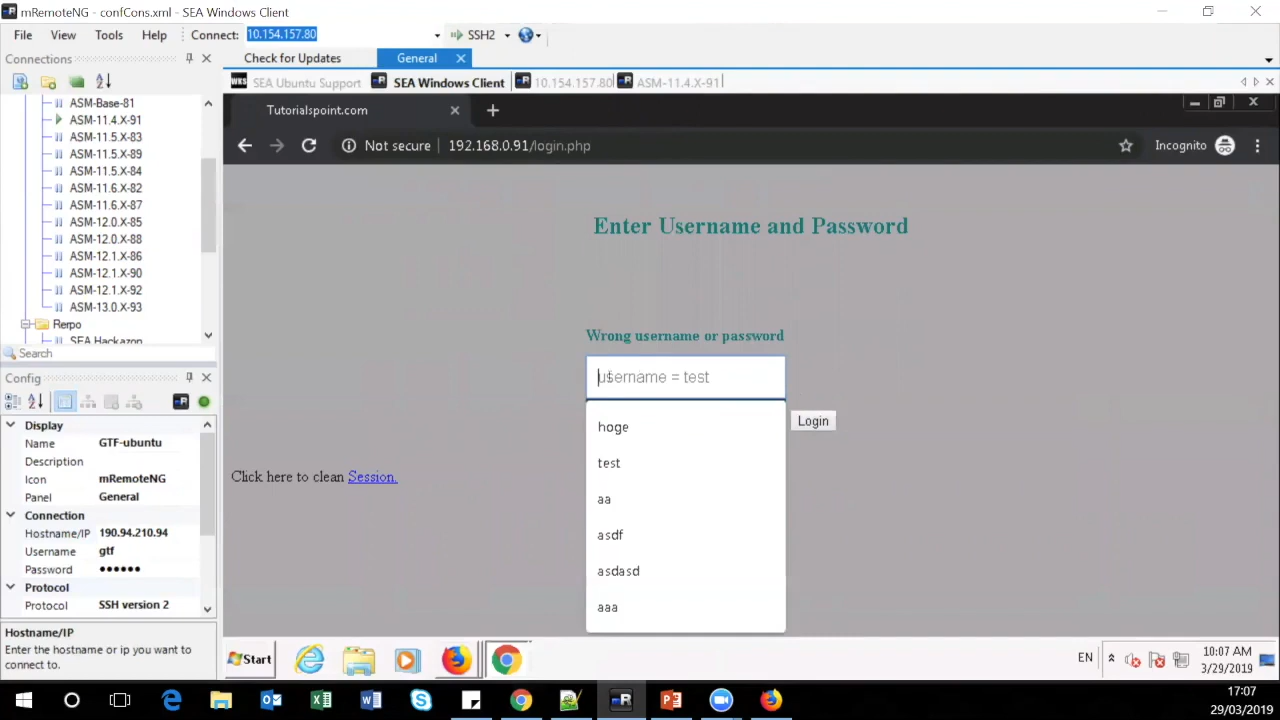 mRemoteNG - confCons.xml - SEA Windows Client
File View Tools Help Connect: 10.154.157.80 SSH2
Connections
Check for Updates General
SEA Ubuntu Support SEA Windows Client 10.154.157.80 ASM-11.4.X-91
ASM-Base-81
ASM-11.4.X-91
ASM-11.5.X-83
ASM-11.5.X-89
ASM-11.5.X-84
ASM-11.6.X-82
ASM-11.6.X-87
ASM-12.0.X-85
ASM-12.0.X-88
ASM-12.1.X-86
ASM-12.1.X-90
ASM-12.1.X-92
ASM-13.0.X-93
Rerpo
SEA Hackazon
Search
Config
Display
Name GTF-ubuntu
Description
Icon mRemoteNG
Panel General
Connection
Hostname/IP 190.94.210.94
Username gtf
Password ••••••
Protocol
Protocol SSH version 2
Hostname/IP
Enter the hostname or ip you want
to connect to.
Tutorialspoint.com
Not secure 192.168.0.91/login.php Incognito
Enter Username and Password
Wrong username or password
username = test
hoge
test
aa
asdf
asdasd
aaa
Login
Click here to clean Session.
Start EN 10:07 AM
3/29/2019
17:07
29/03/2019